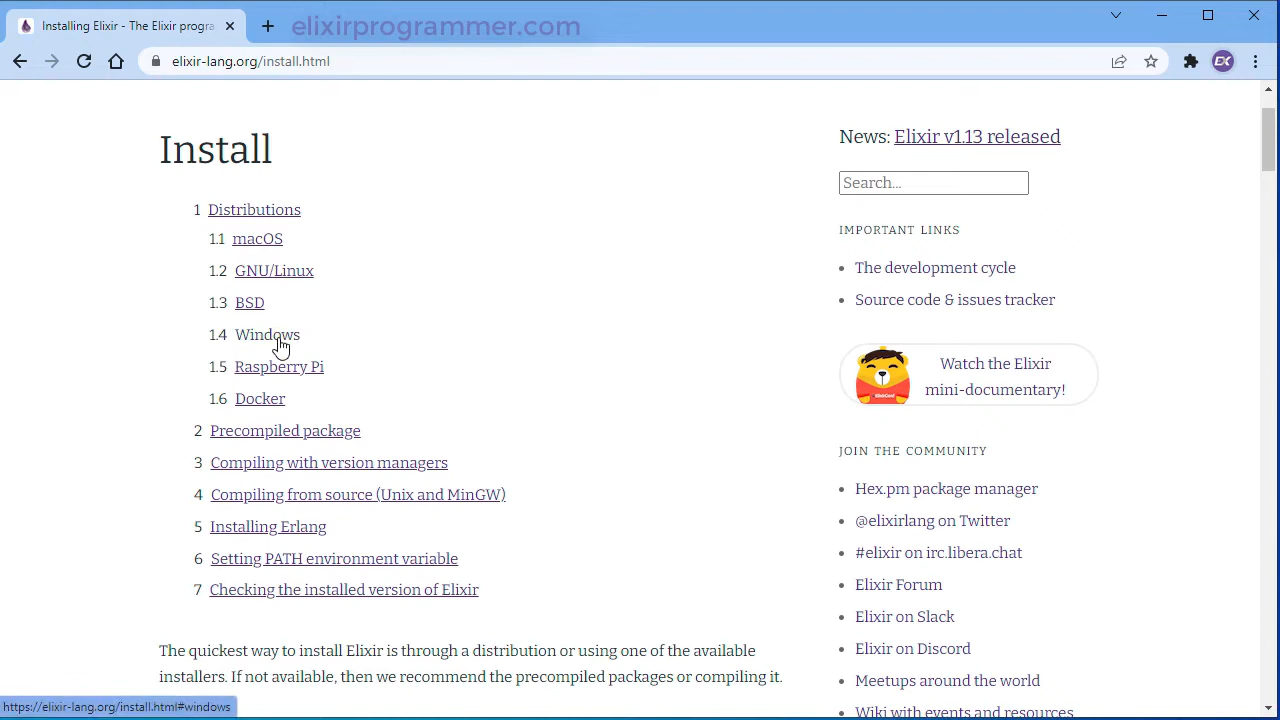 Installing Elixir - The Elixir progra
elixirprogrammer.com
elixir-lang.org/install.html
EX
Install
1 Distributions
1.1 macOS
1.2 GNU/Linux
1.3 BSD
1.4 Windows
1.5 Raspberry Pi
1.6 Docker
2 Precompiled package
3 Compiling with version managers
4 Compiling from source (Unix and MinGW)
5 Installing Erlang
6 Setting PATH environment variable
7 Checking the installed version of Elixir
The quickest way to install Elixir is through a distribution or using one of the available
installers. If not available, then we recommend the precompiled packages or compiling it.
News: Elixir v1.13 released
Search...
IMPORTANT LINKS
• The development cycle
• Source code & issues tracker
Watch the Elixir
mini-documentary!
JOIN THE COMMUNITY
• Hex.pm package manager
• @elixirlang on Twitter
• #elixir on irc.libera.chat
• Elixir Forum
• Elixir on Slack
• Elixir on Discord
• Meetups around the world
• Wiki with events and resources
https://elixir-lang.org/install.html#windows